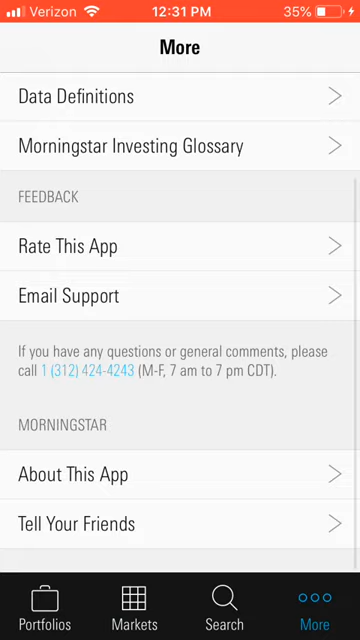 Verizon 12:31 PM 35%
More
Data Definitions
Morningstar Investing Glossary
FEEDBACK
Rate This App
Email Support
If you have any questions or general comments, please
call 1 (312) 424-4243 (M-F, 7 am to 7 pm CDT).
MORNINGSTAR
About This App
Tell Your Friends
Portfolios Markets Search More